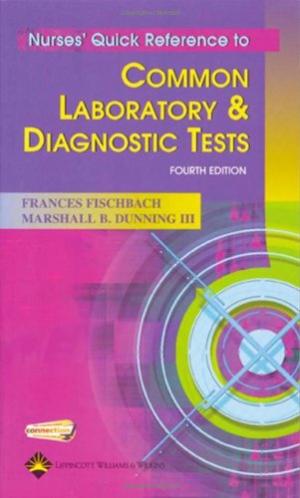 Nurses' Quick Reference to
COMMON
LABORATORY &
DIAGNOSTIC TESTS
FOURTH EDITION
FRANCES FISCHBACH
MARSHALL B. DUNNING III
connection
LIPPINCOTT WILLIAMS & WILKINS